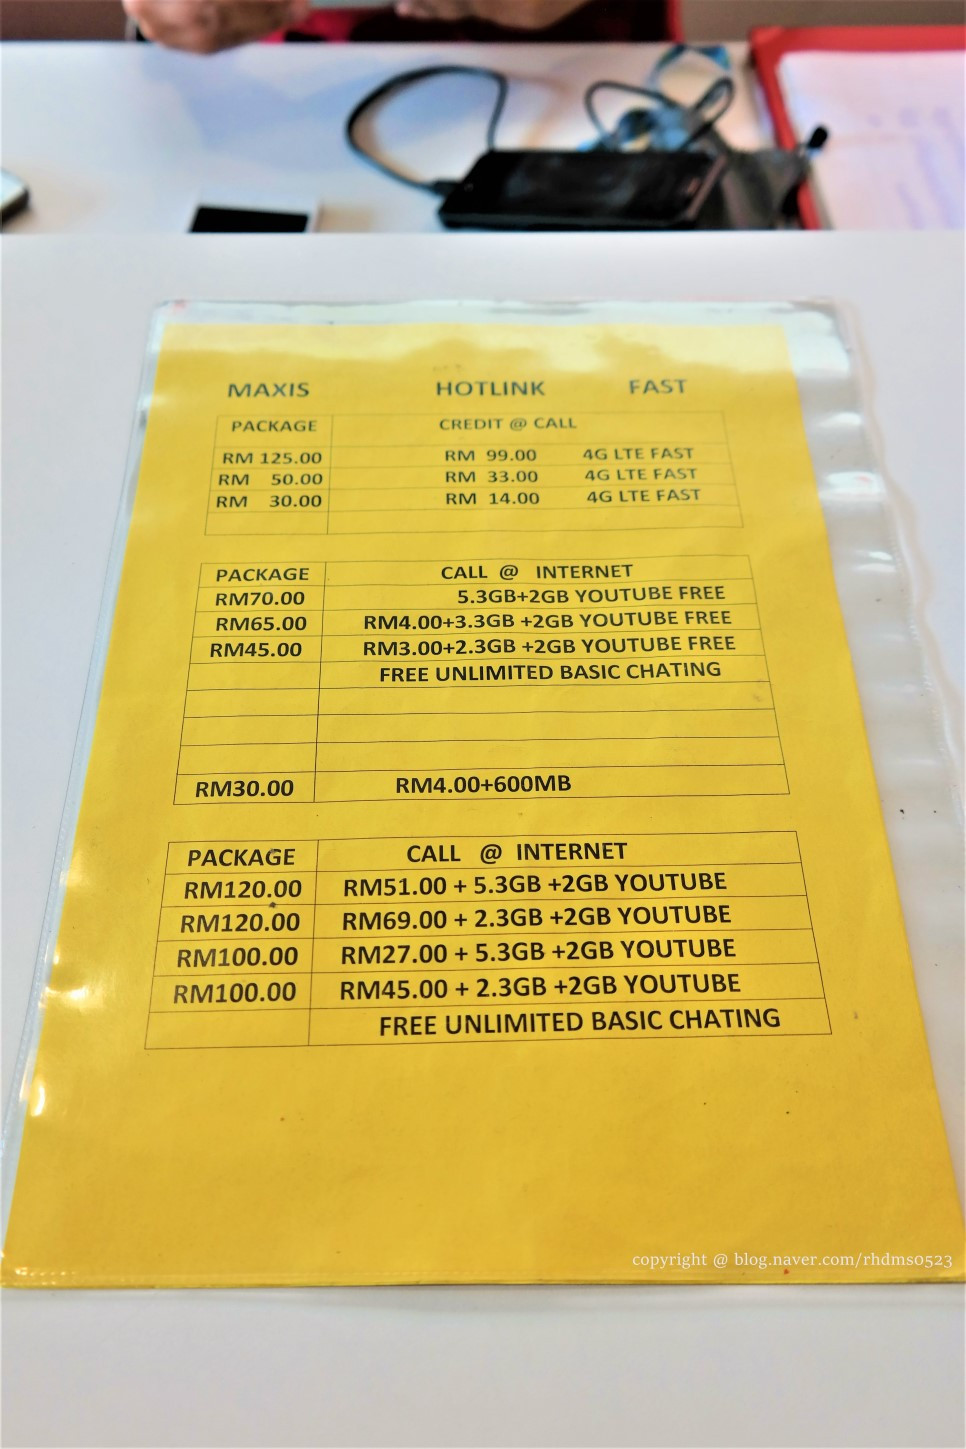 MAXIS HOTLINK FAST
PACKAGE CREDIT @ CALL
RM 125.00 RM 99.00 4G LTE FAST
RM 50.00 RM 33.00 4G LTE FAST
RM 30.00 RM 14.00 4G LTE FAST
PACKAGE CALL @ INTERNET
RM70.00 5.3GB+2GB YOUTUBE FREE
RM65.00 RM4.00+3.3GB +2GB YOUTUBE FREE
RM45.00 RM3.00+2.3GB +2GB YOUTUBE FREE
FREE UNLIMITED BASIC CHATING
RM30.00 RM4.00+600MB
PACKAGE CALL @ INTERNET
RM120.00 RM51.00 + 5.3GB +2GB YOUTUBE
RM120.00 RM69.00 + 2.3GB +2GB YOUTUBE
RM100.00 RM27.00 + 5.3GB +2GB YOUTUBE
RM100.00 RM45.00 + 2.3GB +2GB YOUTUBE
FREE UNLIMITED BASIC CHATING
copyright @ blog.naver.com/rhdms0523